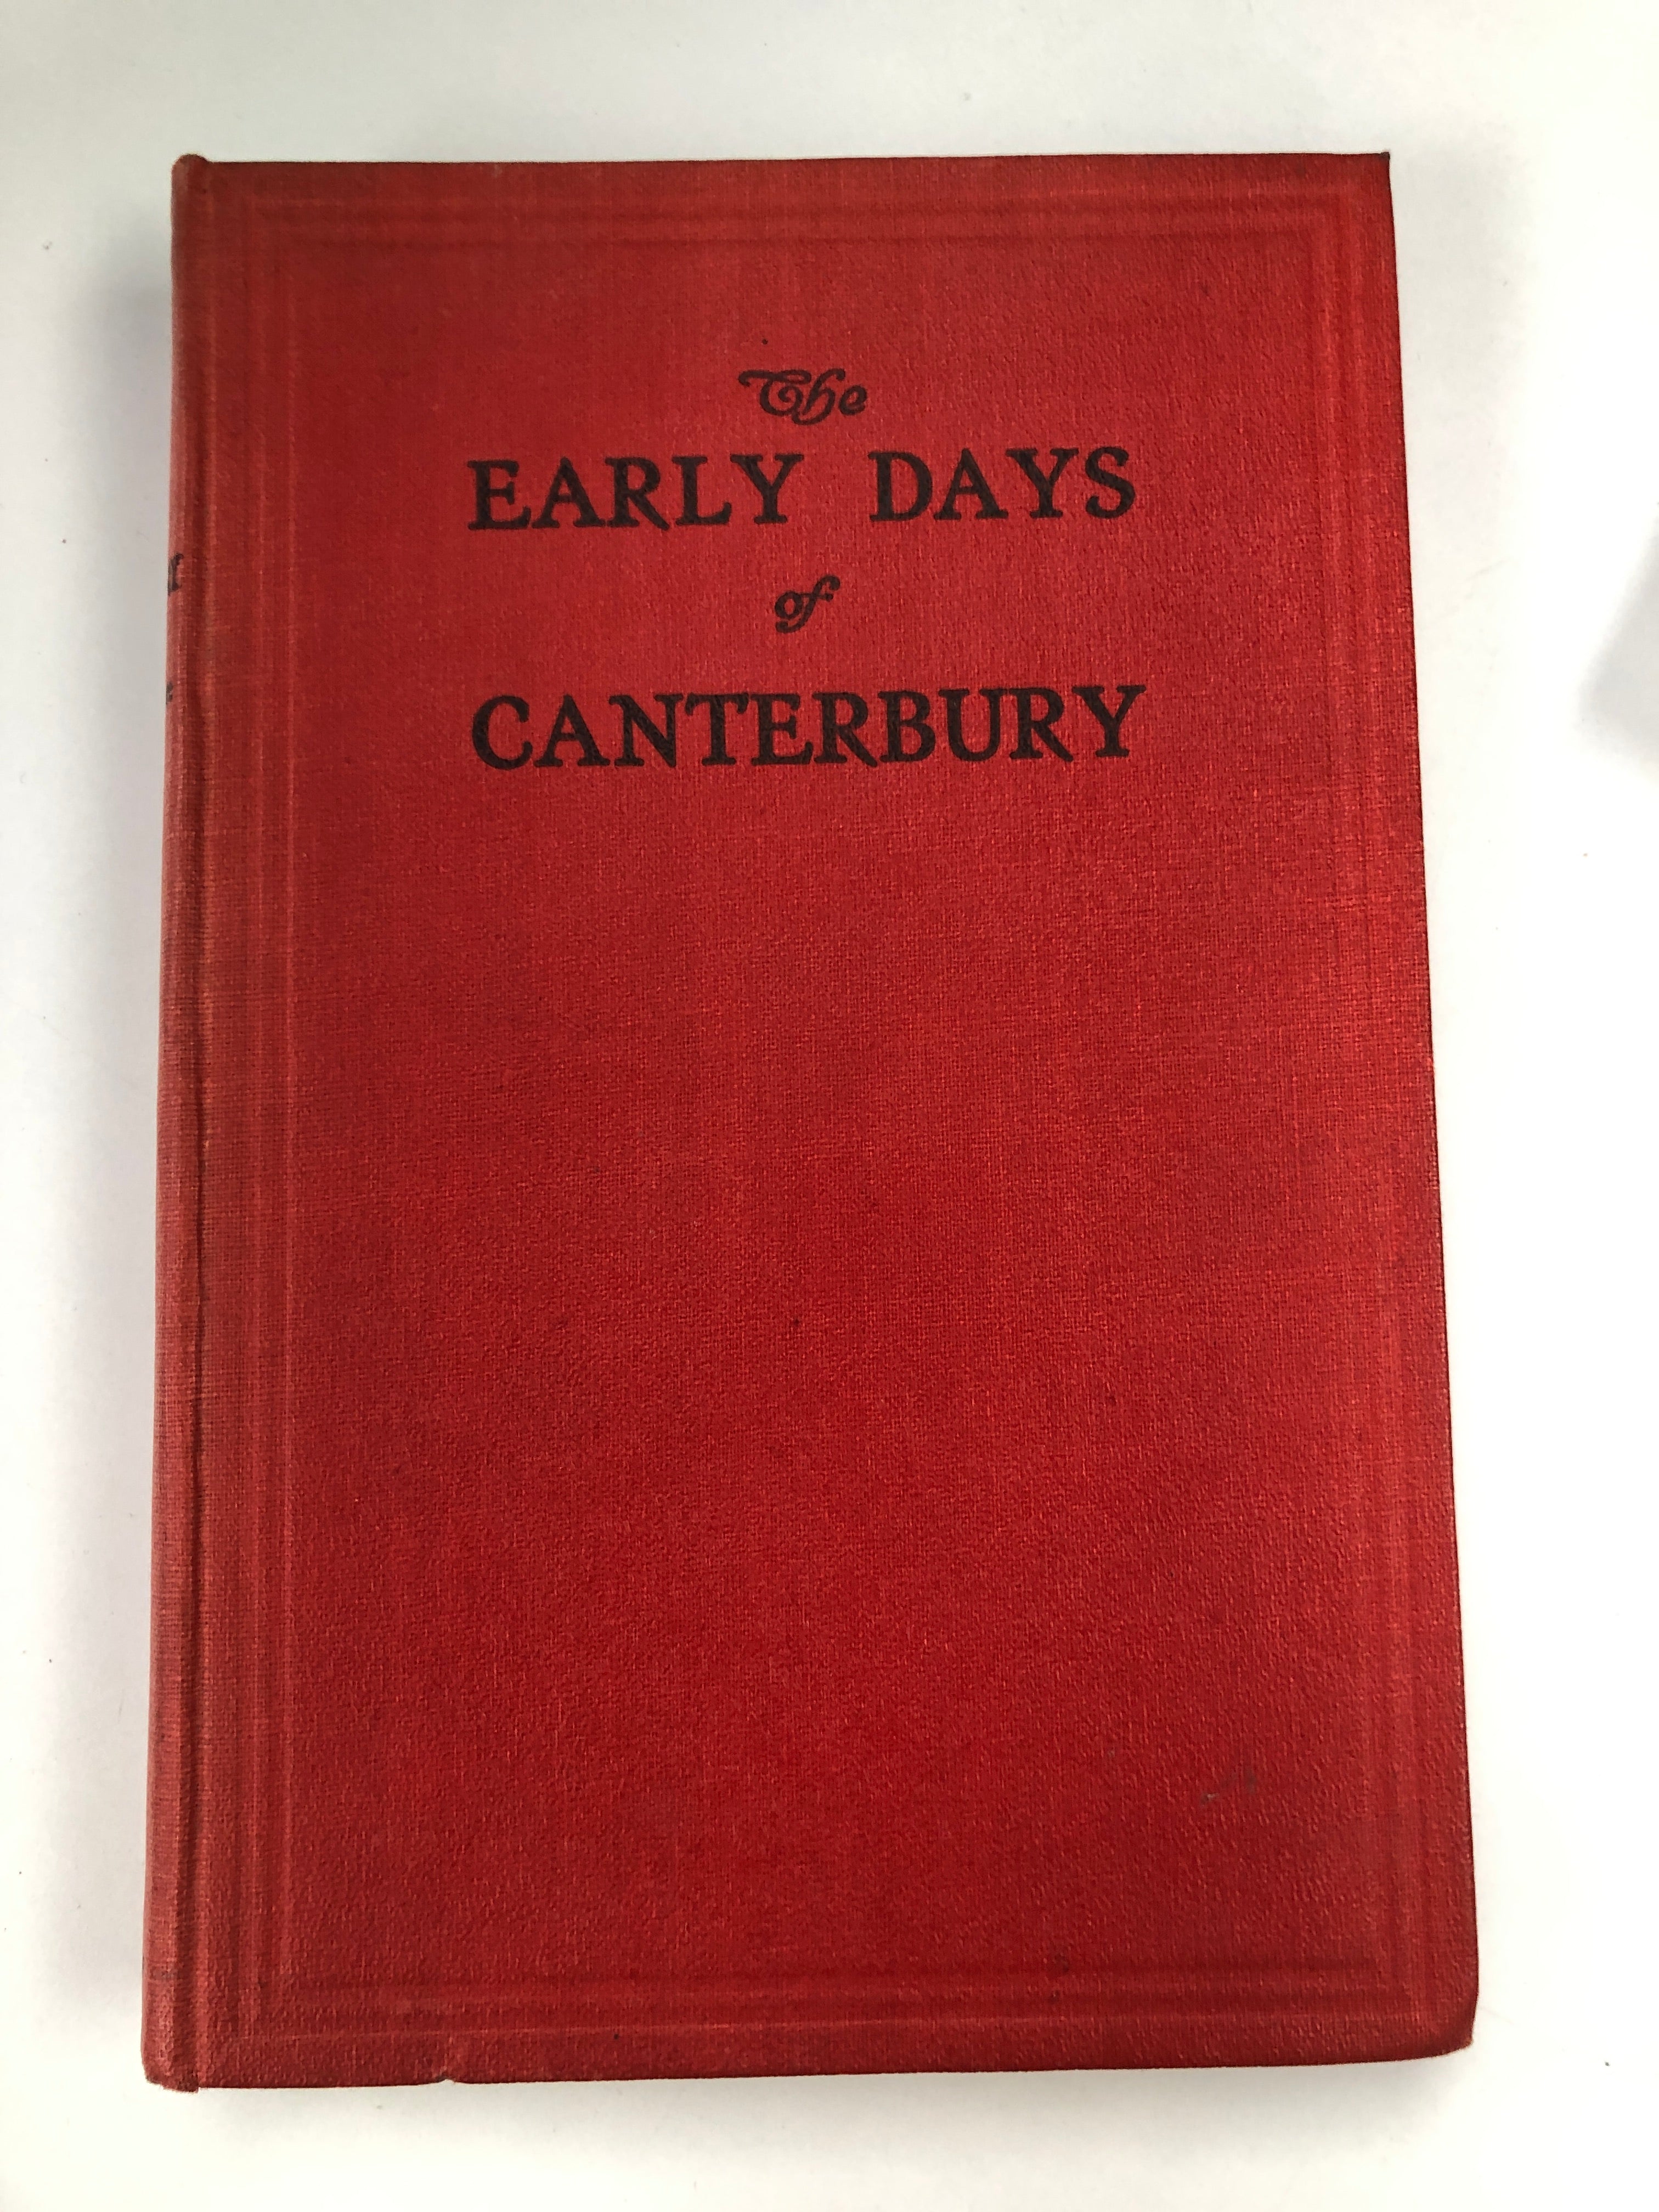 The
EARLY DAYS
of
CANTERBURY